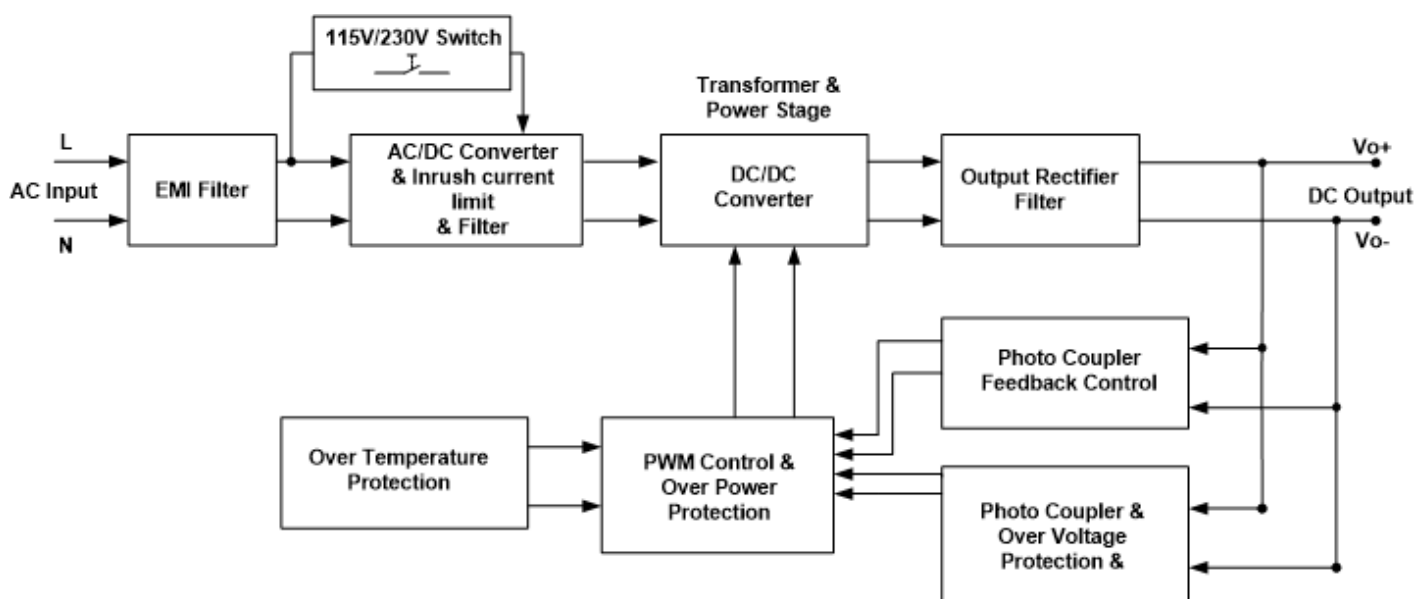 115V/230V Switch
Transformer &
Power Stage
L
AC Input
N
EMI Filter
AC/DC Converter
& Inrush current
limit
& Filter
DC/DC
Converter
Output Rectifier
Filter
Vo+
DC Output
Vo-
Photo Coupler
Feedback Control
Over Temperature
Protection
PWM Control &
Over Power
Protection
Photo Coupler &
Over Voltage
Protection &